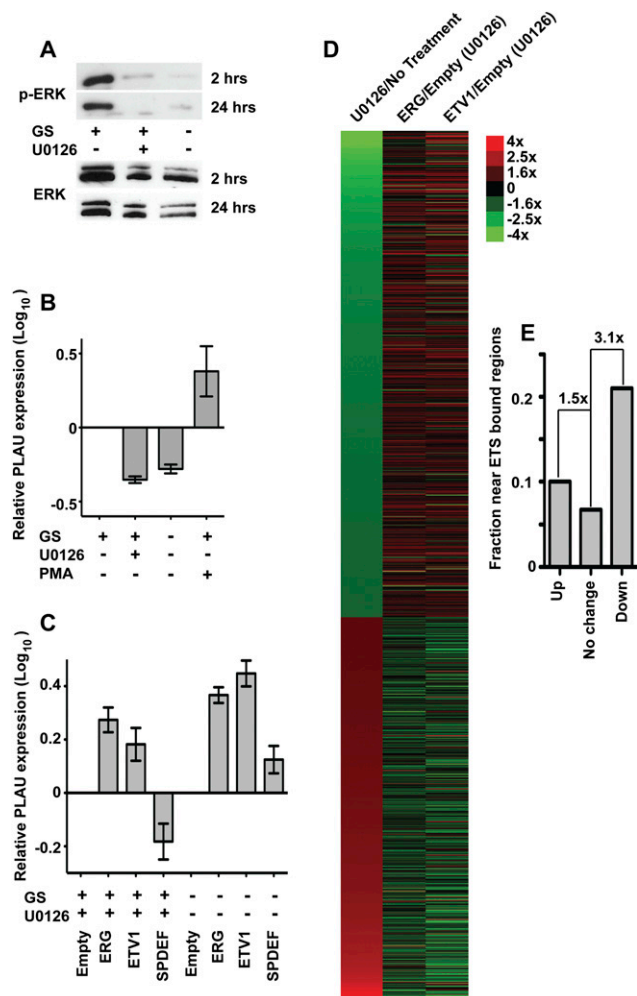 A
p-ERK
2 hrs
24 hrs
GS + + -
U0126 - + -
ERK
2 hrs
24 hrs
B
Relative PLAU expression (Log10)
0.5
0
-0.5
GS + + - +
U0126 - + - -
PMA - - - +
C
Relative PLAU expression (Log10)
0.4
0.2
0
-0.2
GS + + + + - - - -
U0126 + + + + - - - -
Empty
ERG
ETV1
SPDEF
Empty
ERG
ETV1
SPDEF
D
U0126/No Treatment
ERG/Empty (U0126)
ETV1/Empty (U0126)
4x
2.5x
1.6x
0
-1.6x
-2.5x
-4x
E
Fraction near ETS bound regions
3.1x
1.5x
0.2
0.1
0
Up
No change
Down